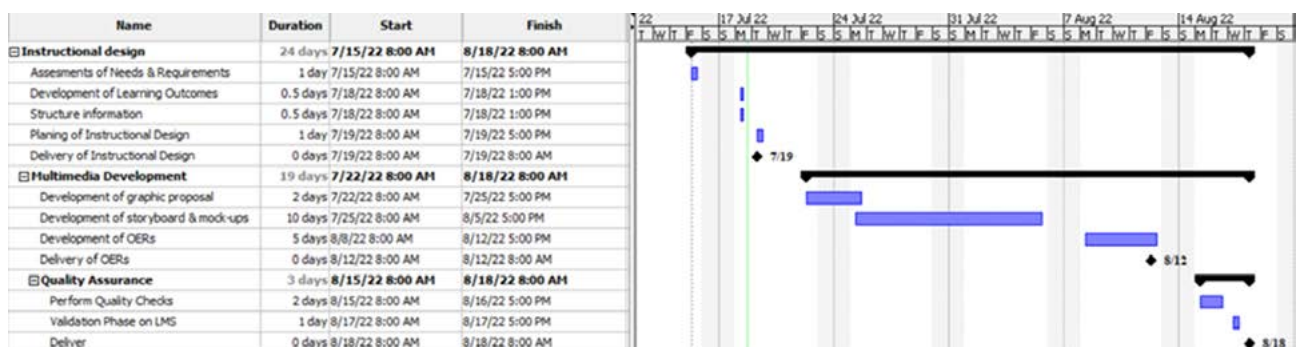 Name Duration Start Finish
22 17 Jul 22 24 Jul 22 31 Jul 22 7 Aug 22 14 Aug 22
T W T F S S M T W T F S S M T W T F S S M T W T F S S M T W T F S S M T W T F S
Instructional design 24 days 7/15/22 8:00 AM 8/18/22 8:00 AM
Assesments of Needs & Requirements 1 day 7/15/22 8:00 AM 7/15/22 5:00 PM
Development of Learning Outcomes 0.5 days 7/18/22 8:00 AM 7/18/22 1:00 PM
Structure information 0.5 days 7/18/22 8:00 AM 7/18/22 1:00 PM
Planing of Instructional Design 1 day 7/19/22 8:00 AM 7/19/22 5:00 PM
Delivery of Instructional Design 0 days 7/19/22 8:00 AM 7/19/22 8:00 AM 7/19
Multimedia Development 19 days 7/22/22 8:00 AM 8/18/22 8:00 AM
Development of graphic proposal 2 days 7/22/22 8:00 AM 7/25/22 5:00 PM
Development of storyboard & mock-ups 10 days 7/25/22 8:00 AM 8/5/22 5:00 PM
Development of OERs 5 days 8/8/22 8:00 AM 8/12/22 5:00 PM
Delivery of OERs 0 days 8/12/22 8:00 AM 8/12/22 8:00 AM 8/12
Quality Assurance 3 days 8/15/22 8:00 AM 8/18/22 8:00 AM
Perform Quality Checks 2 days 8/15/22 8:00 AM 8/16/22 5:00 PM
Validation Phase on LMS 1 day 8/17/22 8:00 AM 8/17/22 5:00 PM
Deliver 0 days 8/18/22 8:00 AM 8/18/22 8:00 AM 8/18